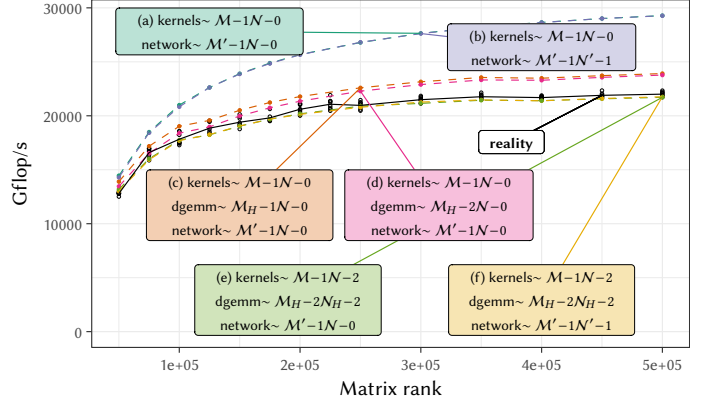 30000
20000
10000
0
Gflop/s
(a) kernels~ ℳ−1𝒩−0
network~ ℳ′−1𝒩−0
(b) kernels~ ℳ−1𝒩−0
network~ ℳ′−1𝒩′−1
reality
(c) kernels~ ℳ−1𝒩−0
dgemm~ ℳH−1𝒩−0
network~ ℳ′−1𝒩−0
(d) kernels~ ℳ−1𝒩−0
dgemm~ ℳH−2𝒩−0
network~ ℳ′−1𝒩−0
(e) kernels~ ℳ−1𝒩−2
dgemm~ ℳH−2𝒩H−2
network~ ℳ′−1𝒩−0
(f) kernels~ ℳ−1𝒩−2
dgemm~ ℳH−2𝒩H−2
network~ ℳ′−1𝒩′−1
1e+05
2e+05
3e+05
4e+05
5e+05
Matrix rank